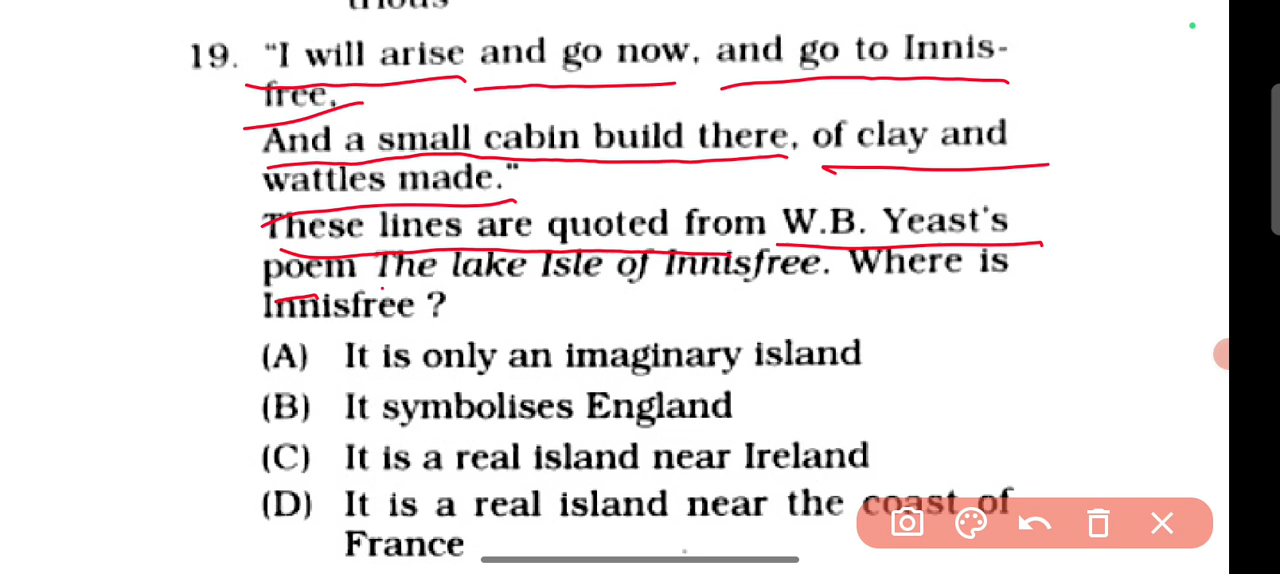 19. "I will arise and go now, and go to Innis-
free,
And a small cabin build there, of clay and
wattles made."
These lines are quoted from W.B. Yeast's
poem The lake Isle of Innisfree. Where is
Innisfree ?
(A) It is only an imaginary island
(B) It symbolises England
(C) It is a real island near Ireland
(D) It is a real island near the coast of
France